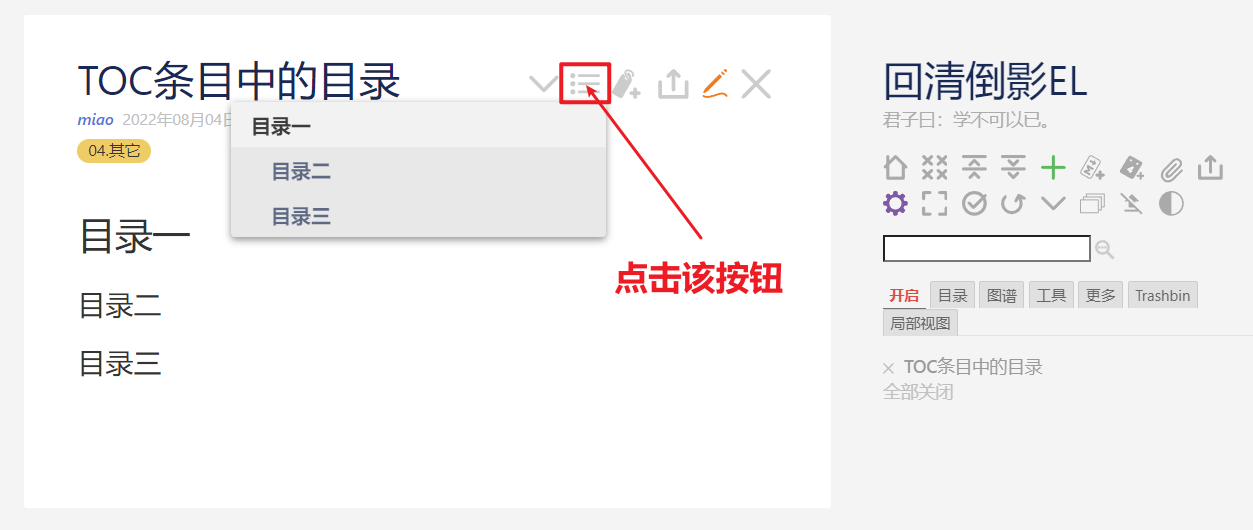 TOC条目中的目录
miao 2022年08月04日
04.其它
目录一
目录二
目录三
目录一
目录二
目录三
点击该按钮
回清倒影EL
君子曰：学不可以已。
开启 目录 图谱 工具 更多 Trashbin
局部视图
× TOC条目中的目录
全部关闭